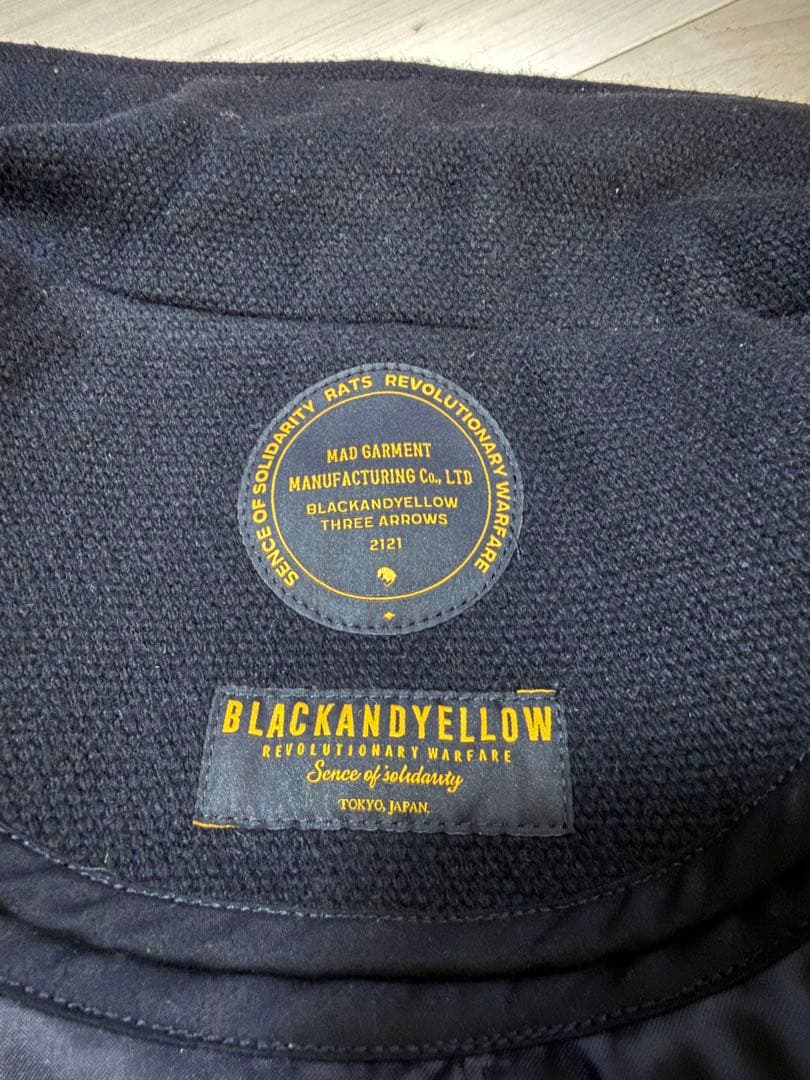 SENCE OF SOLIDARITY RATS REVOLUTIONARY WARFARE
MAD GARMENT
MANUFACTURING Co., LTD
BLACKANDYELLOW
THREE ARROWS
2121
BLACKANDYELLOW
REVOLUTIONARY WARFARE
Sence of solidarity
TOKYO, JAPAN.